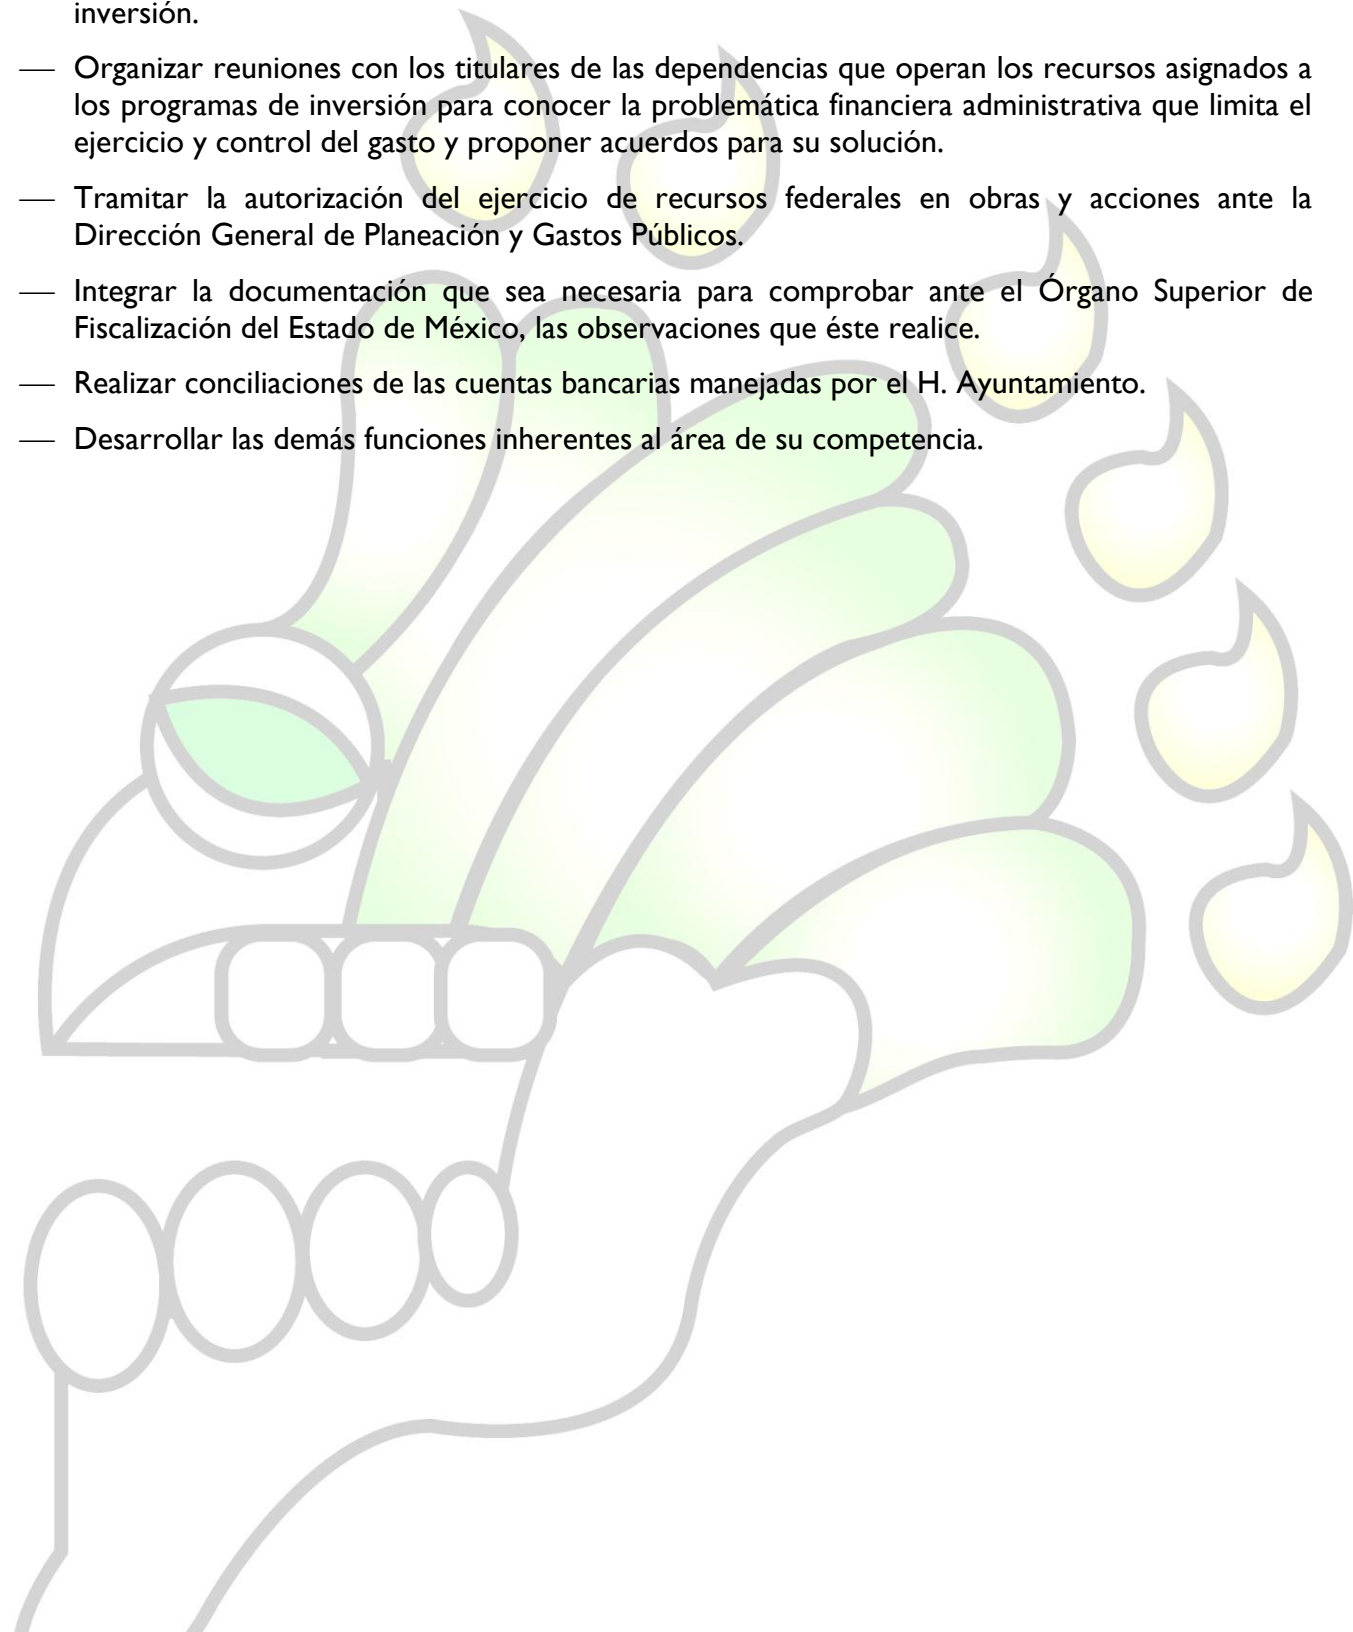 inversión.
— Organizar reuniones con los titulares de las dependencias que operan los recursos asignados a
los programas de inversión para conocer la problemática financiera administrativa que limita el
ejercicio y control del gasto y proponer acuerdos para su solución.
— Tramitar la autorización del ejercicio de recursos federales en obras y acciones ante la
Dirección General de Planeación y Gastos Públicos.
— Integrar la documentación que sea necesaria para comprobar ante el Órgano Superior de
Fiscalización del Estado de México, las observaciones que éste realice.
— Realizar conciliaciones de las cuentas bancarias manejadas por el H. Ayuntamiento.
— Desarrollar las demás funciones inherentes al área de su competencia.